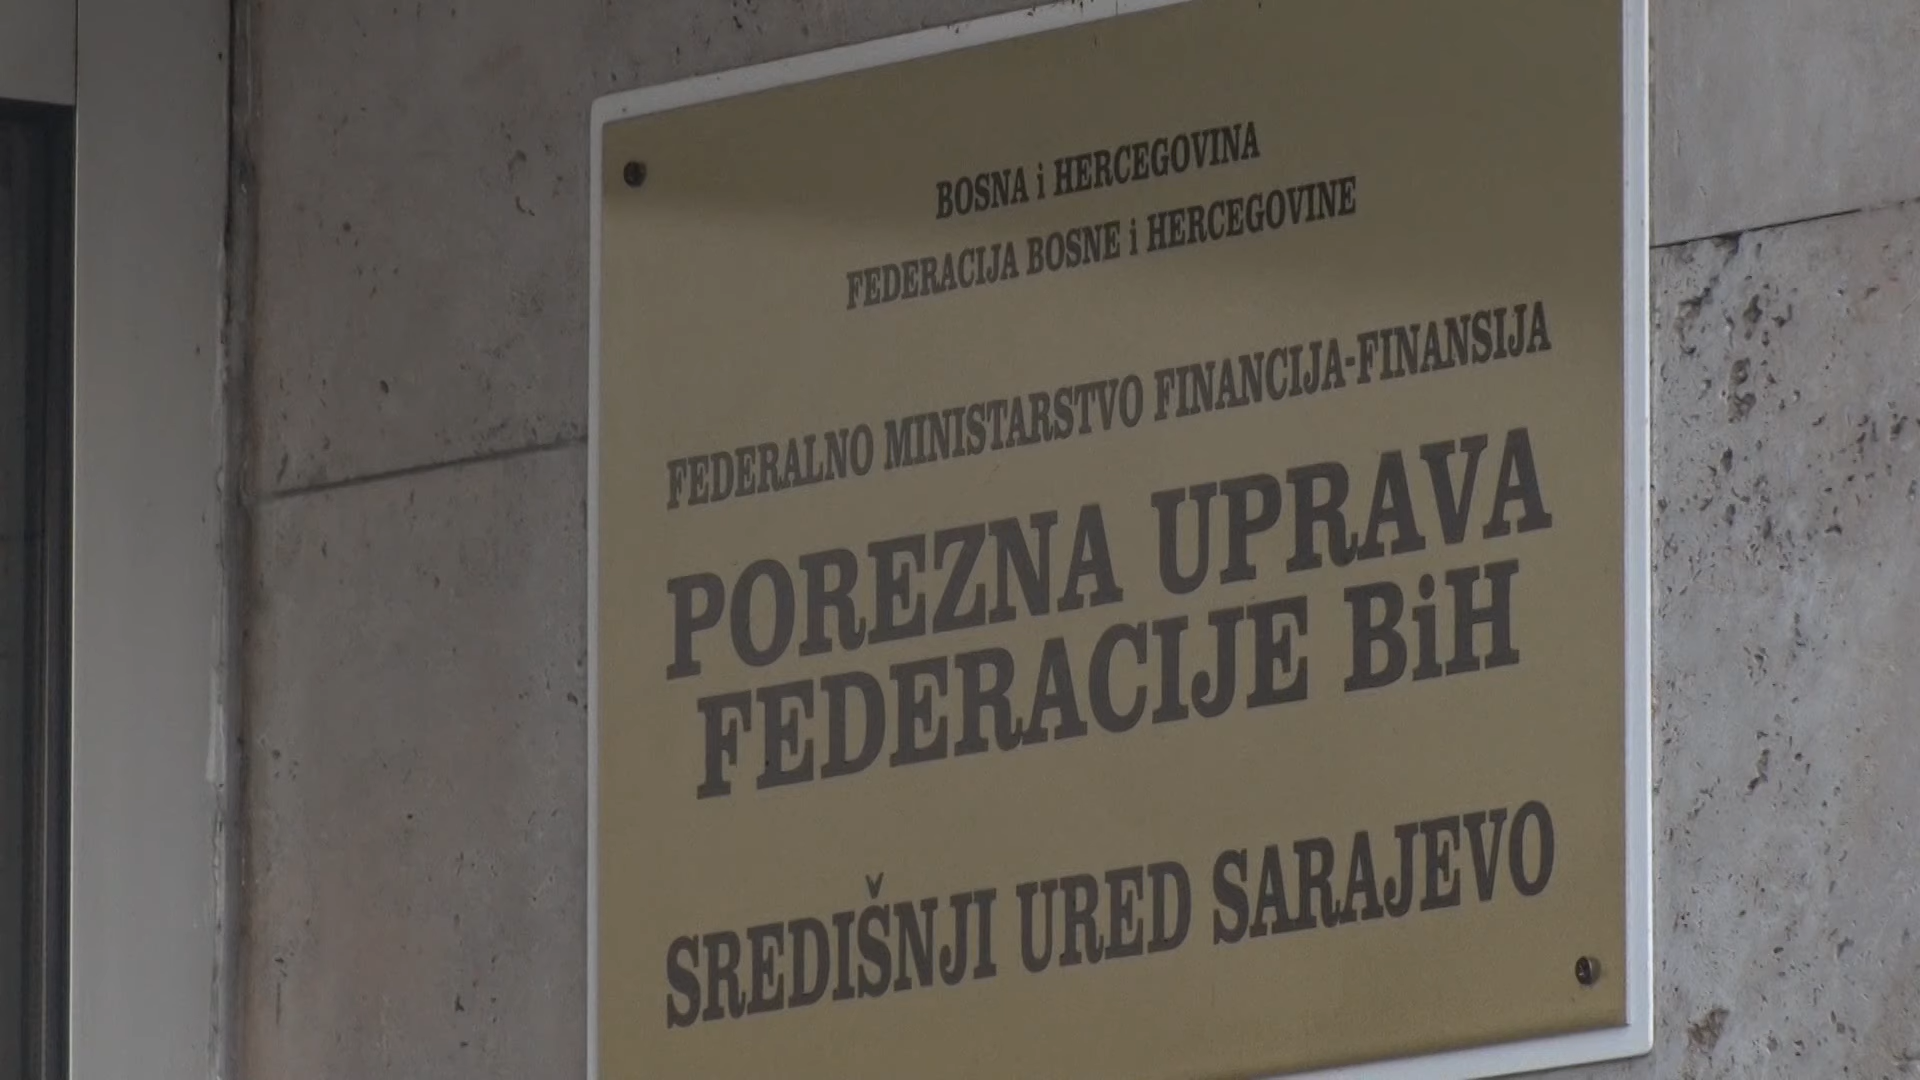 BOSNA i HERCEGOVINA
FEDERACIJA BOSNE i HERCEGOVINE
FEDERALNO MINISTARSTVO FINANCIJA-FINANSIJA
POREZNA UPRAVA
FEDERACIJE BiH
SREDIŠNJI URED SARAJEVO